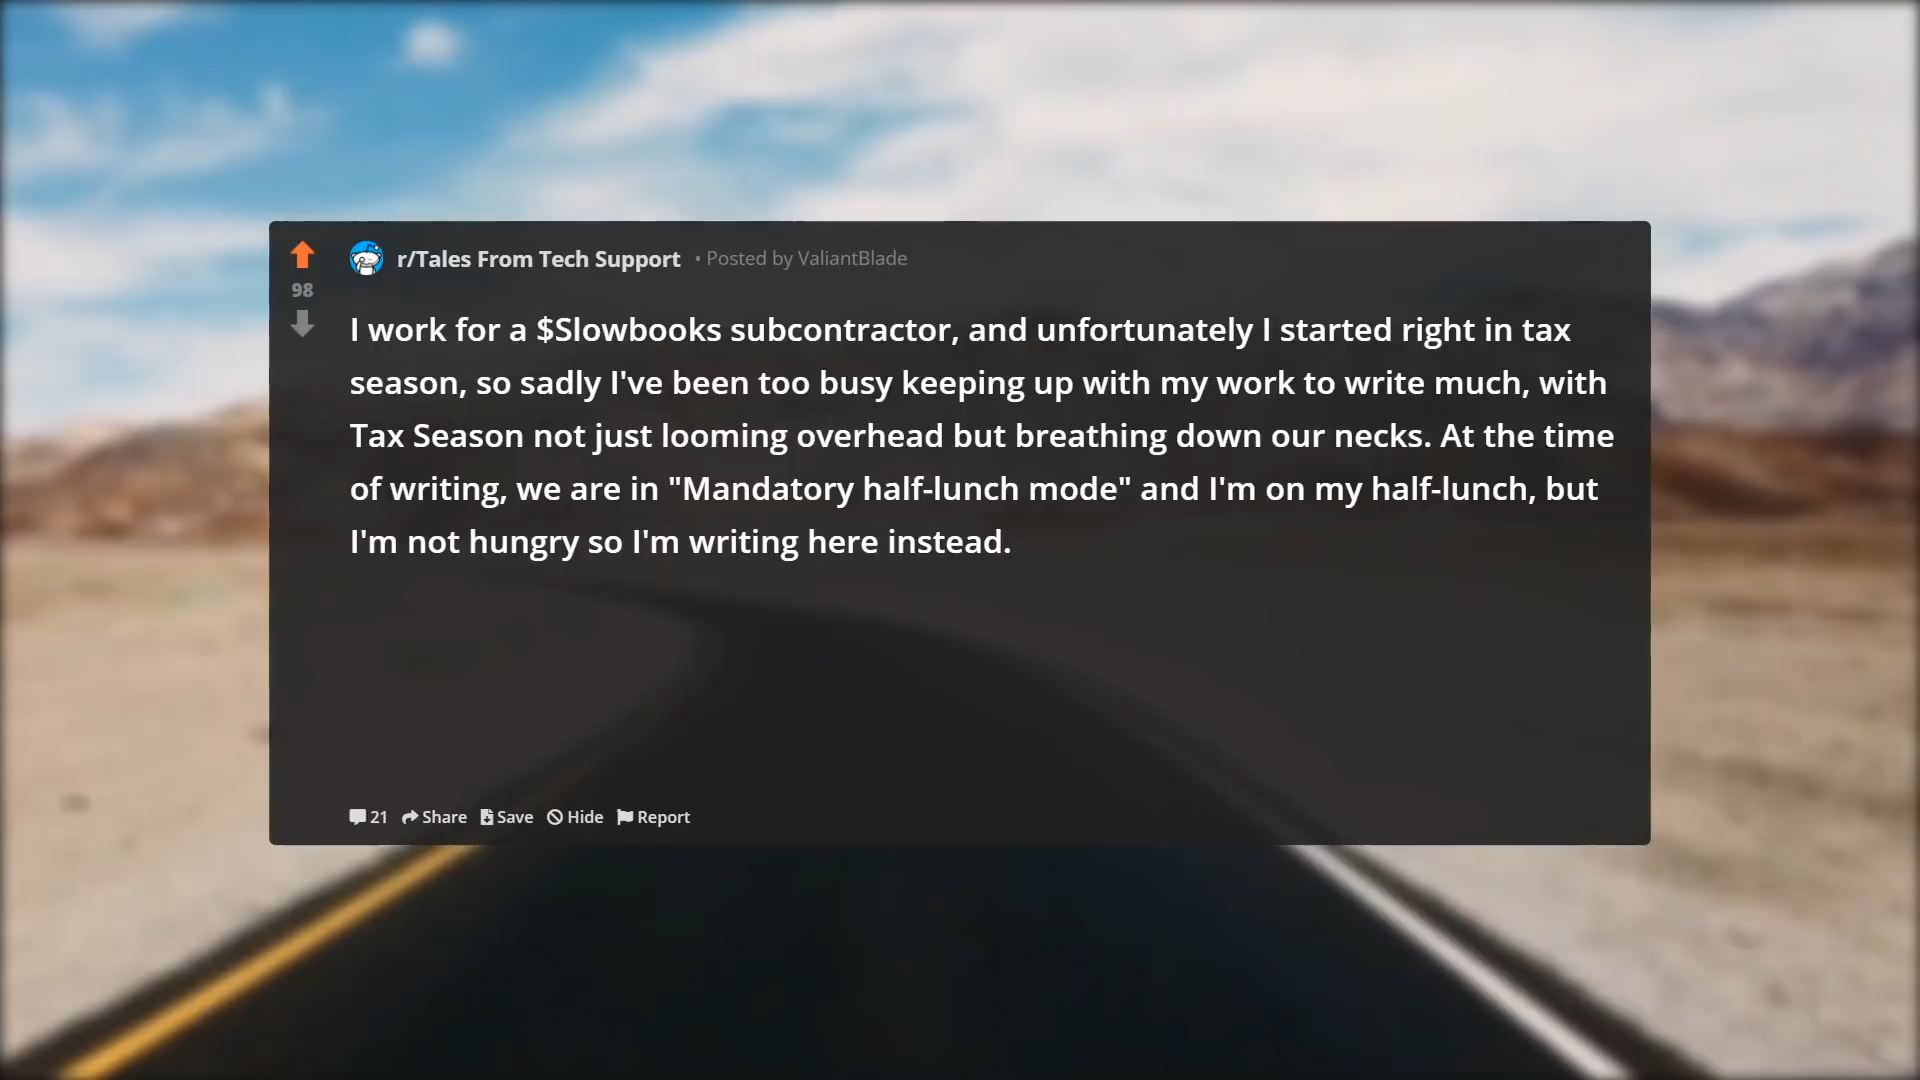 r/Tales From Tech Support • Posted by ValiantBlade
98
I work for a $Slowbooks subcontractor, and unfortunately I started right in tax
season, so sadly I've been too busy keeping up with my work to write much, with
Tax Season not just looming overhead but breathing down our necks. At the time
of writing, we are in "Mandatory half-lunch mode" and I'm on my half-lunch, but
I'm not hungry so I'm writing here instead.
21 Share Save Hide Report